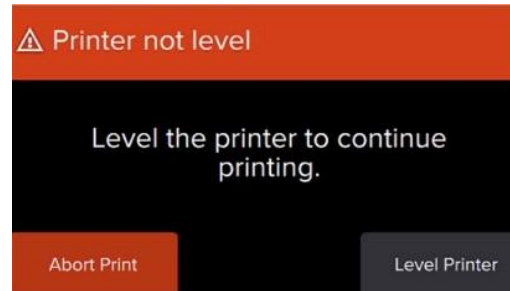 Printer not level
Level the printer to continue
printing.
Abort Print
Level Printer